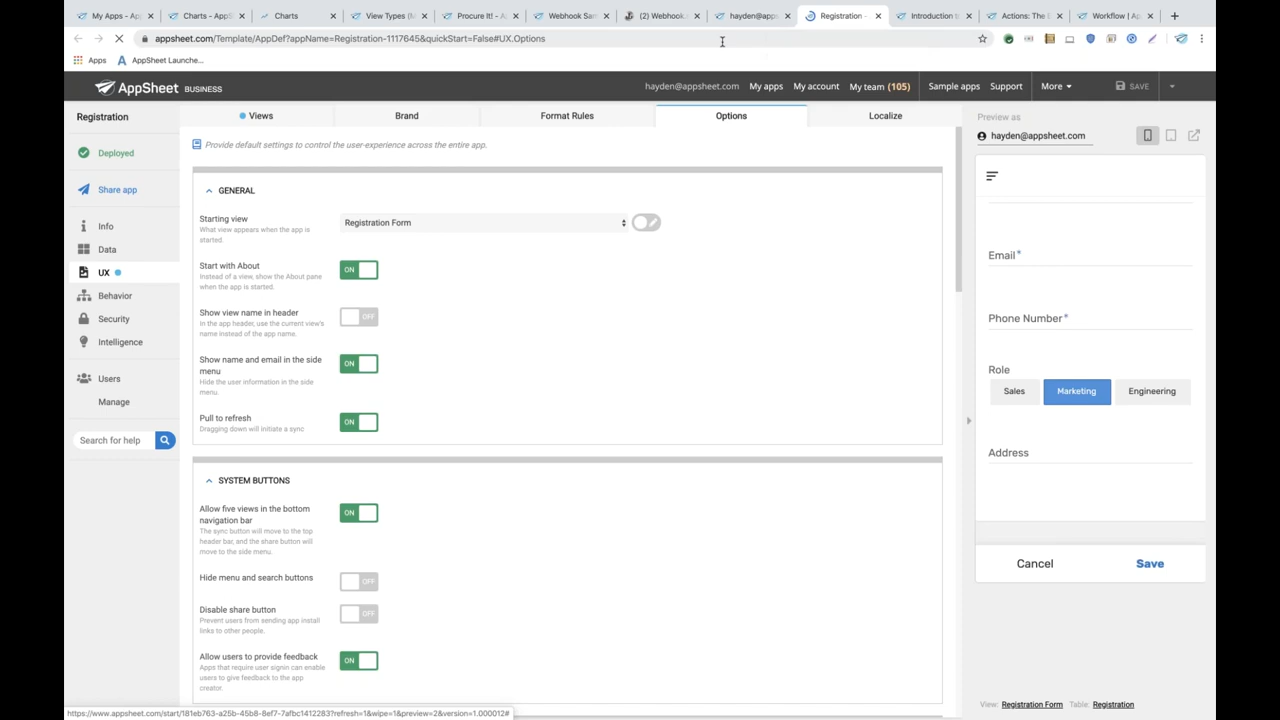 My Apps - Ap
Charts - AppS
Charts
View Types (M
Procure It! - A
Webhook San
(2) Webhook.
hayden@apps
Registration -
Introduction t
Actions: The E
Workflow | Ap
appsheet.com/Template/AppDef?appName=Registration-1117645&quickStart=False#UX.Options
Apps
AppSheet Launche...
AppSheet BUSINESS
hayden@appsheet.com
My apps
My account
My team (105)
Sample apps
Support
More
SAVE
Registration
Deployed
Share app
Info
Data
UX
Behavior
Security
Intelligence
Users
Manage
Search for help
Views
Brand
Format Rules
Options
Localize
Provide default settings to control the user-experience across the entire app.
GENERAL
Starting view
What view appears when the app is
started.
Registration Form
Start with About
Instead of a view, show the About pane
when the app is started.
ON
Show view name in header
In the app header, use the current view's
name instead of the app name.
OFF
Show name and email in the side
menu
Hide the user information in the side
menu.
ON
Pull to refresh
Dragging down will initiate a sync
ON
SYSTEM BUTTONS
Allow five views in the bottom
navigation bar
The sync button will move to the top
header bar, and the share button will
move to the side menu.
ON
Hide menu and search buttons
OFF
Disable share button
Prevent users from sending app install
links to other people.
OFF
Allow users to provide feedback
Apps that require user signin can enable
users to give feedback to the app
creator.
ON
Preview as
hayden@appsheet.com
Email*
Phone Number*
Role
Sales
Marketing
Engineering
Address
Cancel
Save
View: Registration Form Table: Registration
https://www.appsheet.com/start/181eb763-a25b-45b8-8ef7-7afbc1412283?refresh=1&wipe=1&preview=2&version=1.000012#